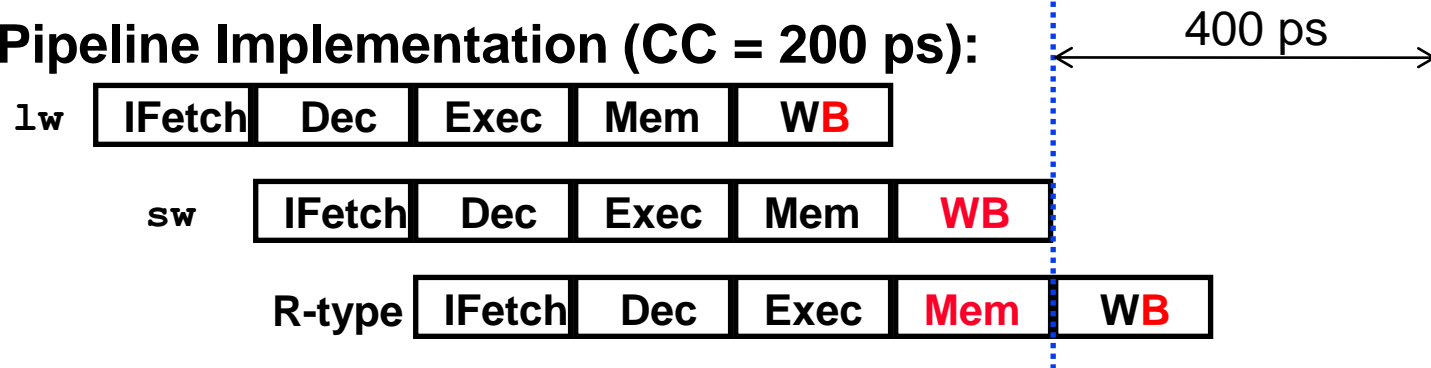 Pipeline Implementation (CC = 200 ps):
400 ps
lw IFetch Dec Exec Mem WB
sw IFetch Dec Exec Mem WB
R-type IFetch Dec Exec Mem WB